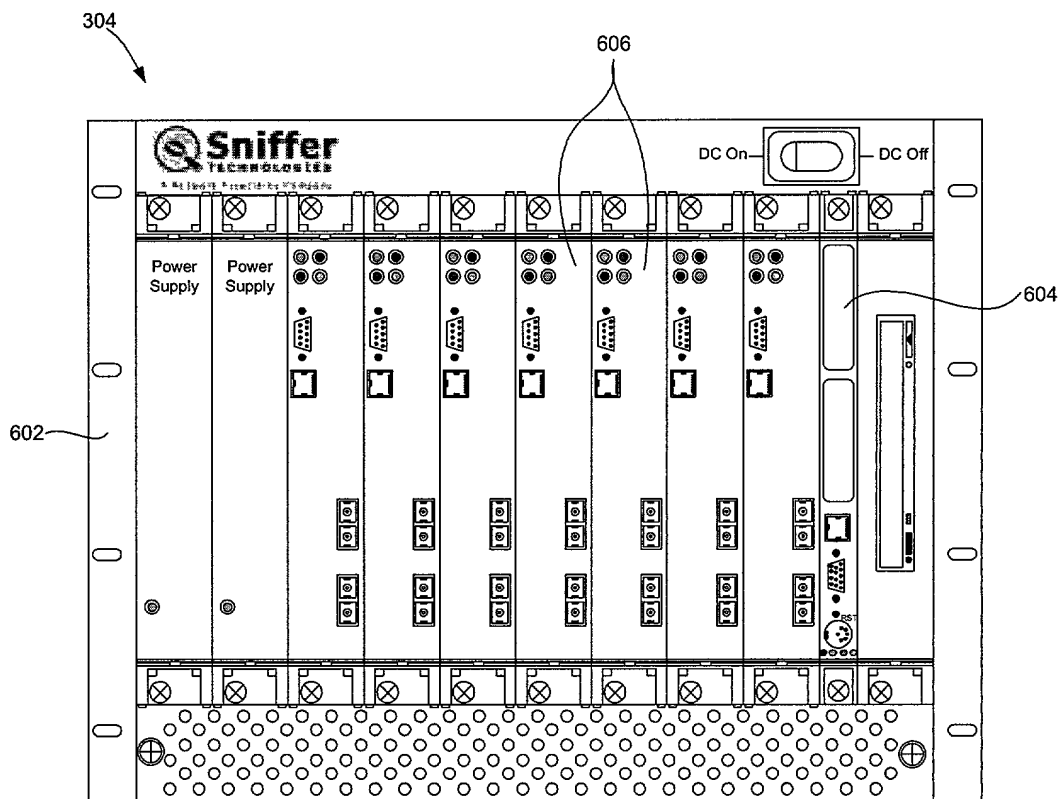 304
606
Sniffer
TECHNOLOGIES
DC On
DC Off
Power
Supply
Power
Supply
604
602
RST